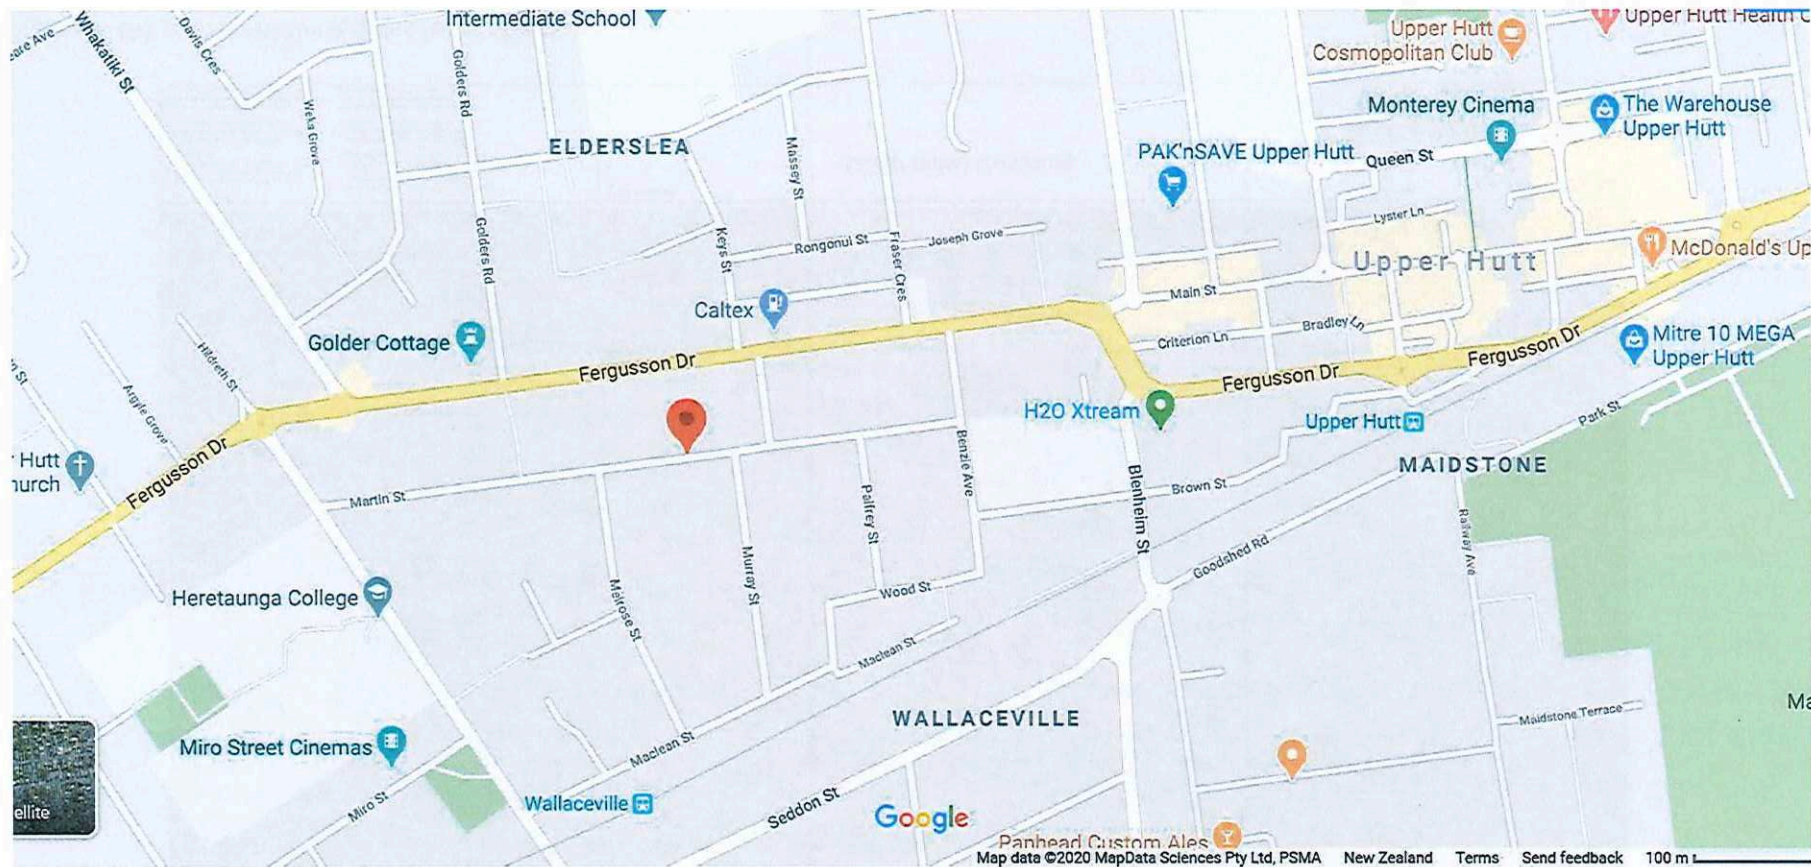 Intermediate School
Upper Hutt Health C
Whakatiki St
Davis Cres
Golders Rd
Upper Hutt
Cosmopolitan Club
Weka Grove
ELDERSLEA
Massey St
Monterey Cinema
The Warehouse
Upper Hutt
PAK'nSAVE Upper Hutt
Queen St
Lyster Ln
Golders Rd
Keys St
Rongonui St
Fraser Cres
Joseph Grove
Upper Hutt
McDonald's Up
Main St
Caltex
Golder Cottage
Criterion Ln
Bradley Ln
Mitre 10 MEGA
Upper Hutt
Hildreth St
Fergusson Dr
Fergusson Dr
Fergusson Dr
Argyle Grove
H2O Xtream
Upper Hutt
Park St
Hutt
Fergusson Dr
Benzie Ave
MAIDSTONE
Martin St
Palfrey St
Blenheim St
Brown St
Railway Ave
Goodshed Rd
Heretaunga College
Melrose St
Murray St
Wood St
Maclean St
WALLACEVILLE
Maidstone Terrace
Ma
Miro Street Cinemas
Maclean St
Miro St
Wallaceville
Seddon St
Google
ellite
Panhead Custom Ales
Map data ©2020 MapData Sciences Pty Ltd, PSMA New Zealand Terms Send feedback 100 m